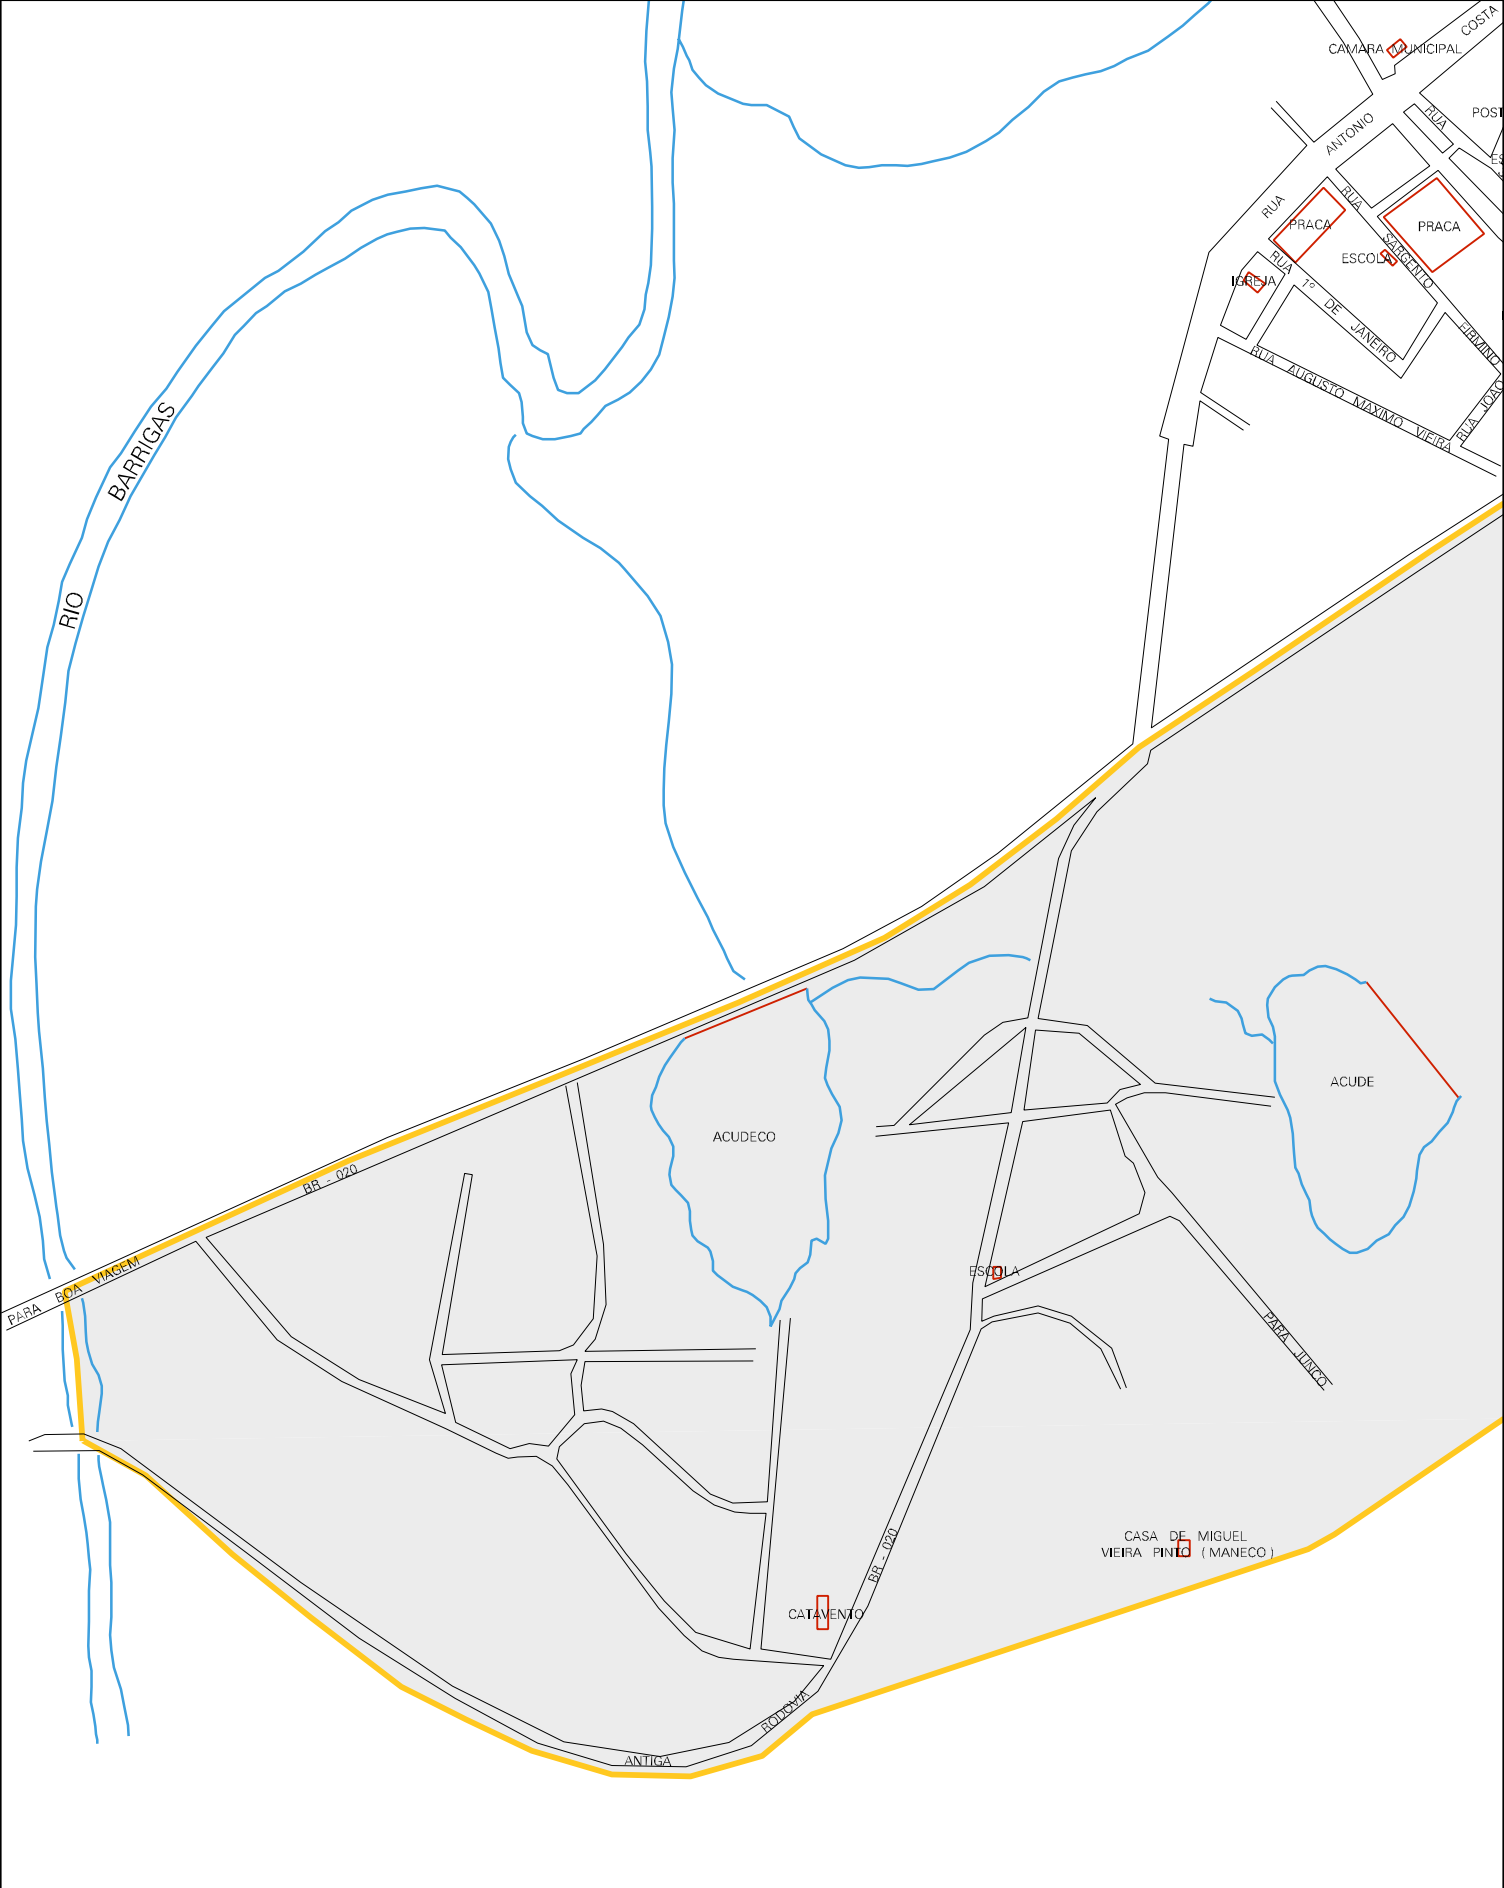 COSTA
CAMARA MUNICIPAL
RUA
POST
ANTONIO
ES
RUA
RUA
PRACA
PRACA
SARGENTO
ESCOLA
RUA
IGREJA
1º DE JANEIRO
FIRMINO
RUA AUGUSTO MAXIMO VIEIRA
RUA JOAO
RIO BARRIGAS
ACUDE
ACUDECO
BR - 020
PARA BOA VIAGEM
ESCOLA
PARA JUNCO
CASA DE MIGUEL
VIEIRA PINTO ( MANECO )
BR - 020
CATAVENTO
RODOVIA
ANTIGA